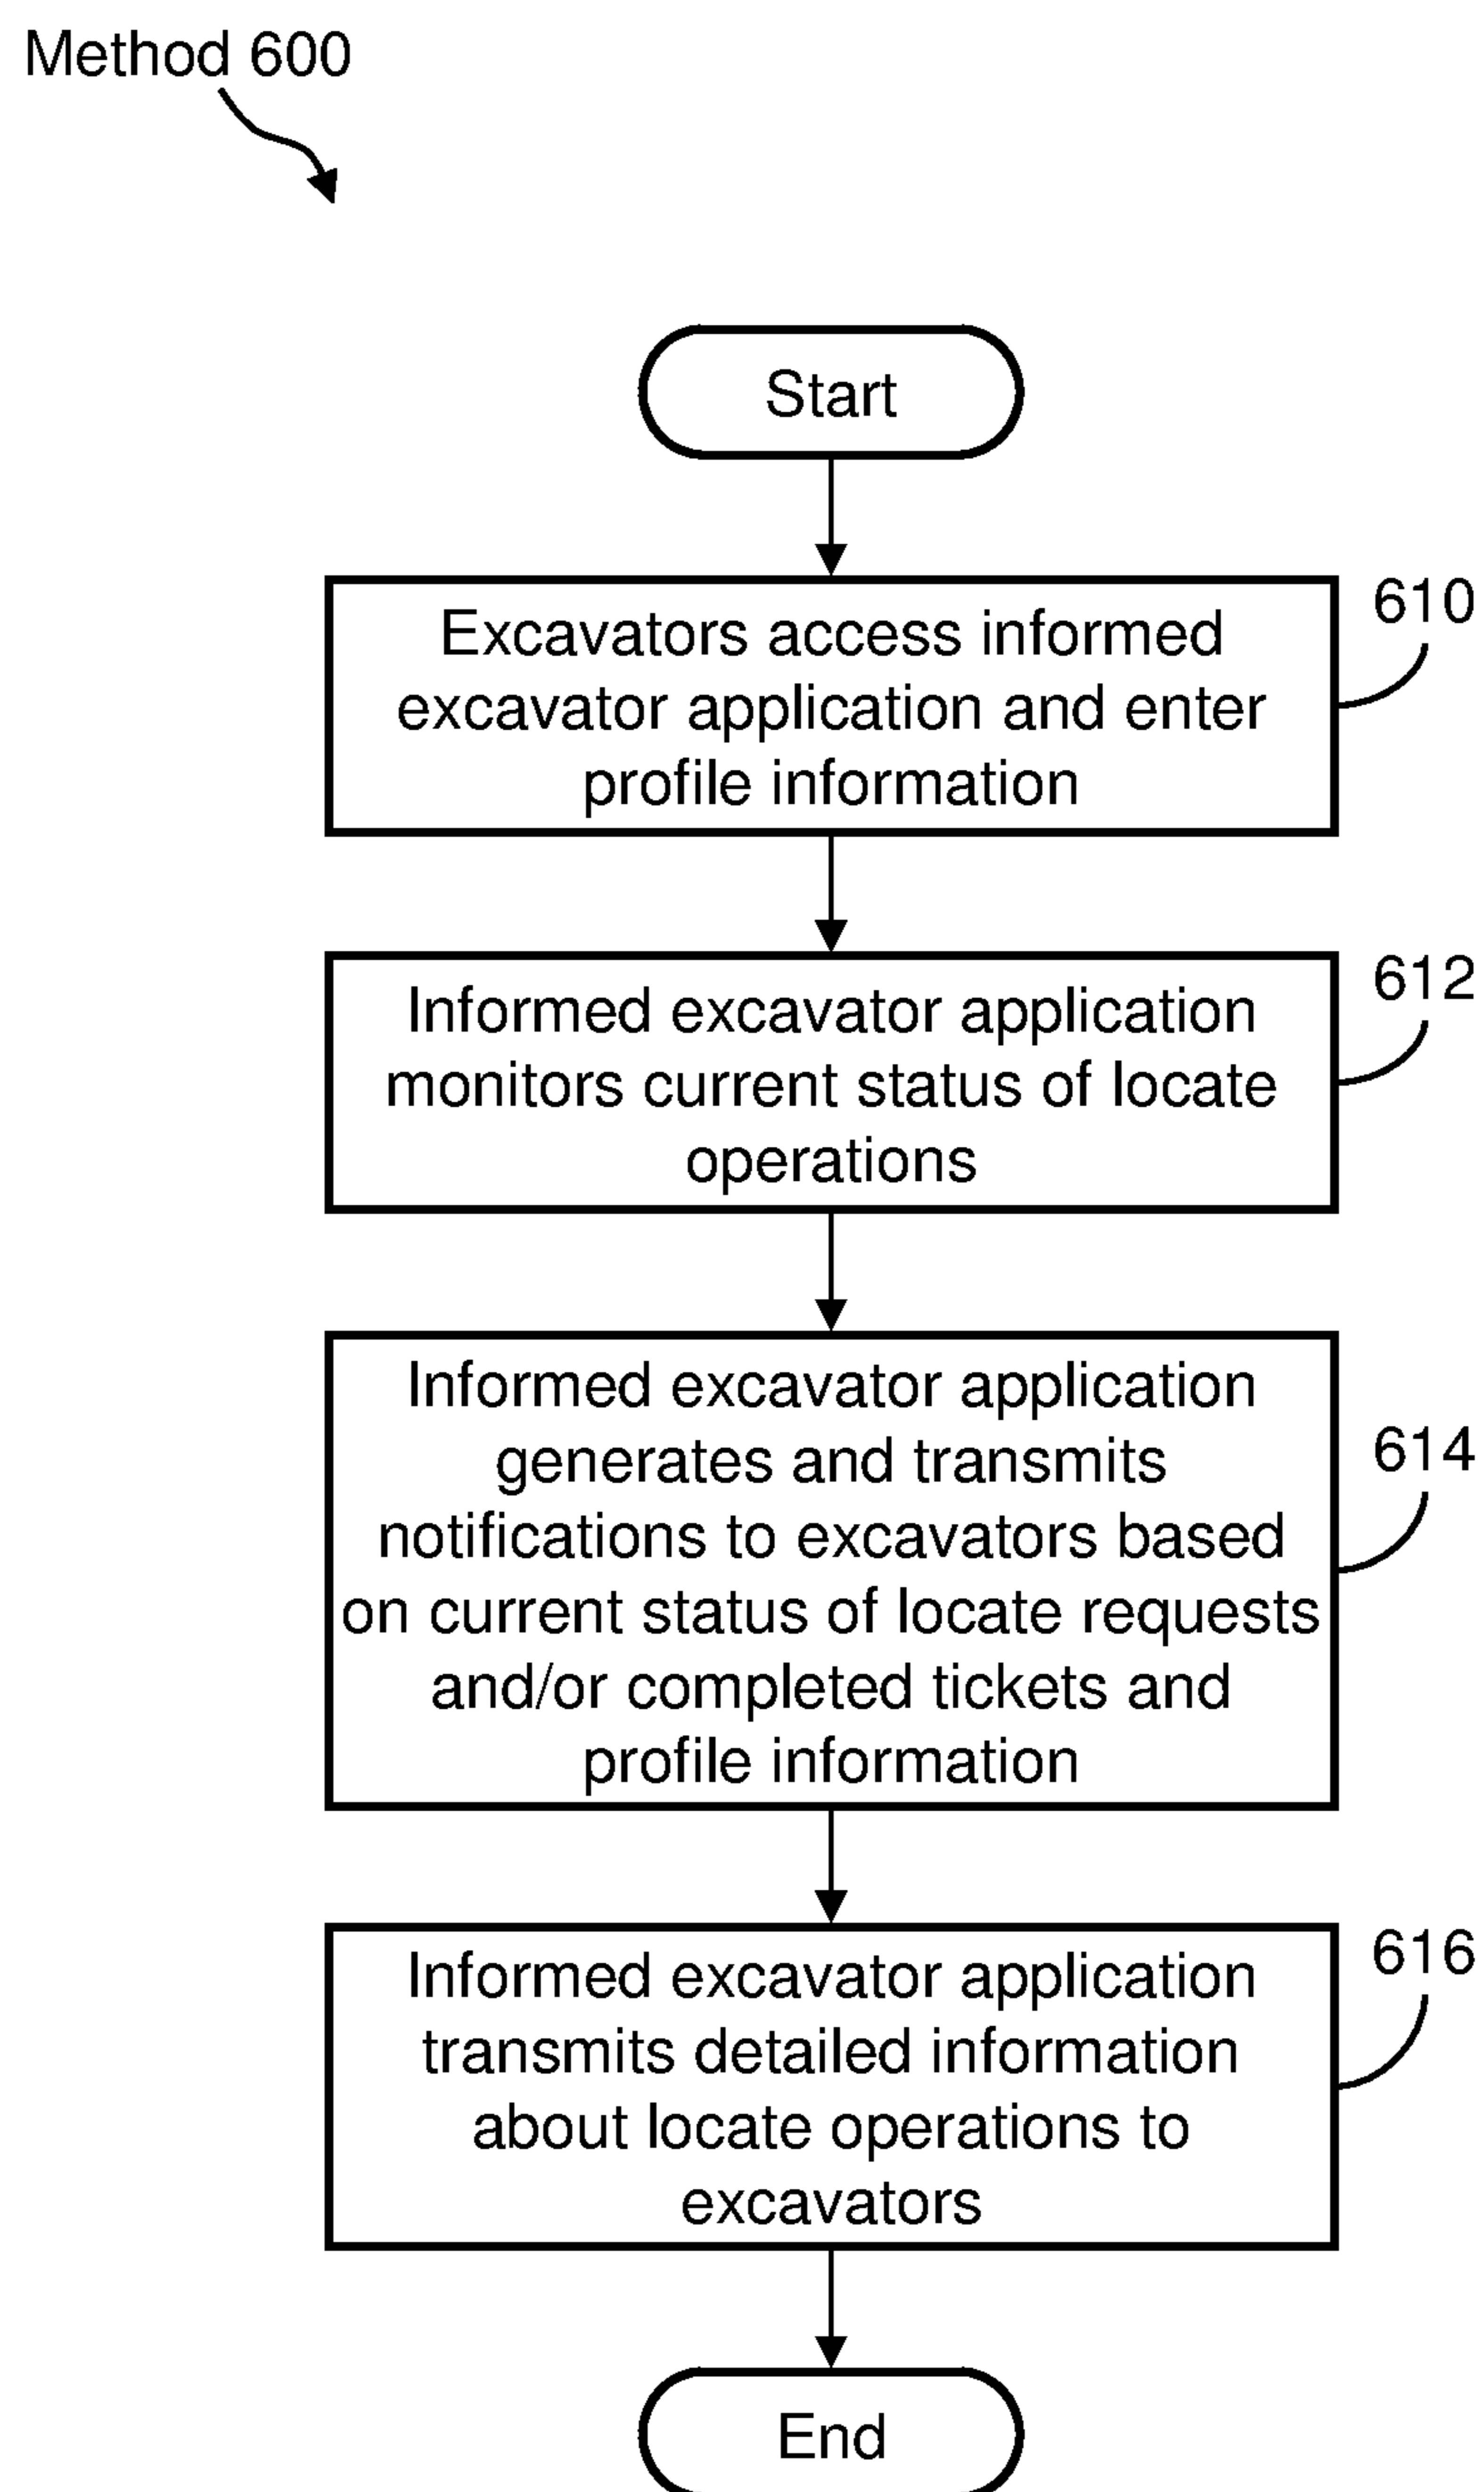 Method 600
Start
Excavators access informed
excavator application and enter
profile information
610
Informed excavator application
monitors current status of locate
operations
612
Informed excavator application
generates and transmits
notifications to excavators based
on current status of locate requests
and/or completed tickets and
profile information
614
Informed excavator application
transmits detailed information
about locate operations to
excavators
616
End